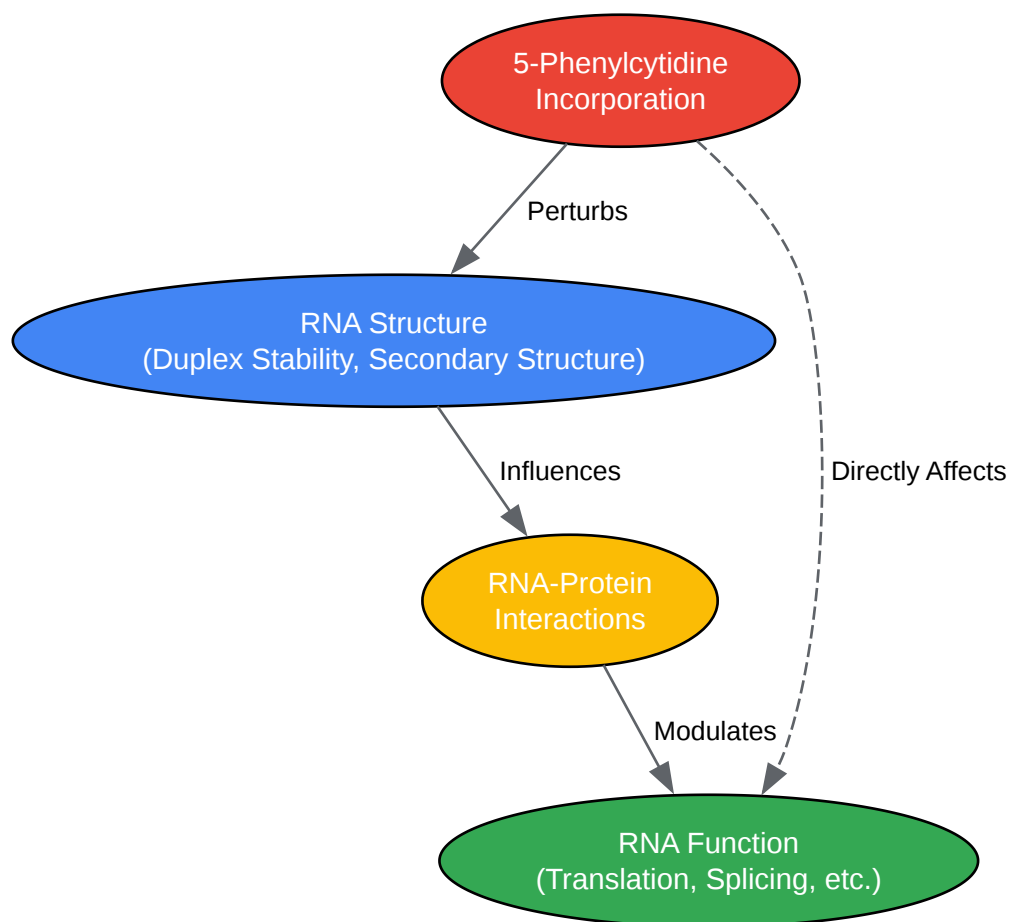 5-Phenylcytidine
Incorporation
Perturbs
RNA Structure
(Duplex Stability, Secondary Structure)
Influences
Directly Affects
RNA-Protein
Interactions
Modulates
RNA Function
(Translation, Splicing, etc.)